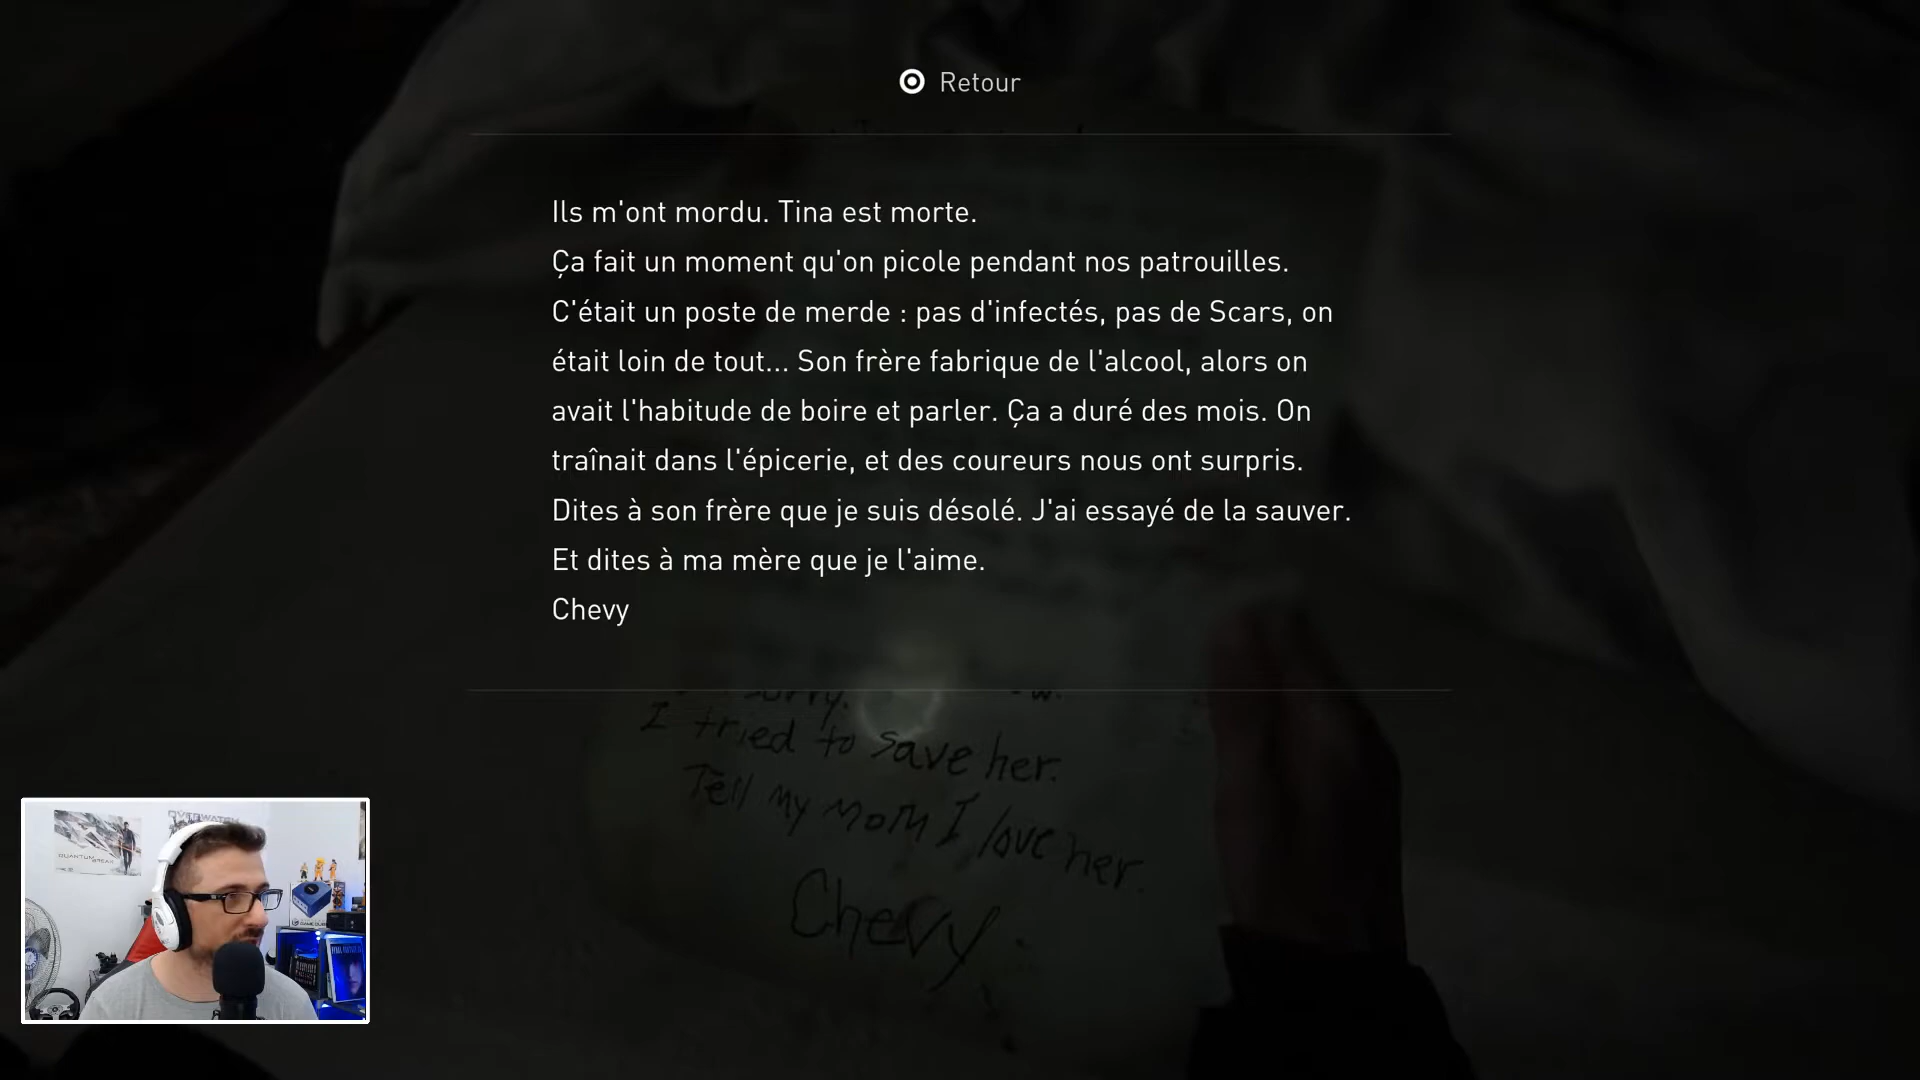 Retour
Ils m'ont mordu. Tina est morte.
Ça fait un moment qu'on picole pendant nos patrouilles.
C'était un poste de merde : pas d'infectés, pas de Scars, on
était loin de tout... Son frère fabrique de l'alcool, alors on
avait l'habitude de boire et parler. Ça a duré des mois. On
traînait dans l'épicerie, et des coureurs nous ont surpris.
Dites à son frère que je suis désolé. J'ai essayé de la sauver.
Et dites à ma mère que je l'aime.
Chevy
sorry.
I tried to save her.
Tell my mom I love her.
Chevy
QUANTUM BREAK
OVERWATCH